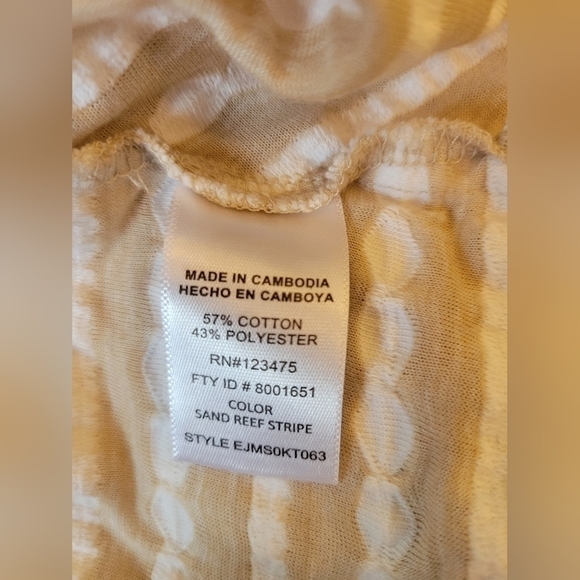 MADE IN CAMBODIA
HECHO EN CAMBOYA
57% COTTON
43% POLYESTER
RN#123475
FTY ID # 8001651
COLOR
SAND REEF STRIPE
STYLE EJMS0KT063